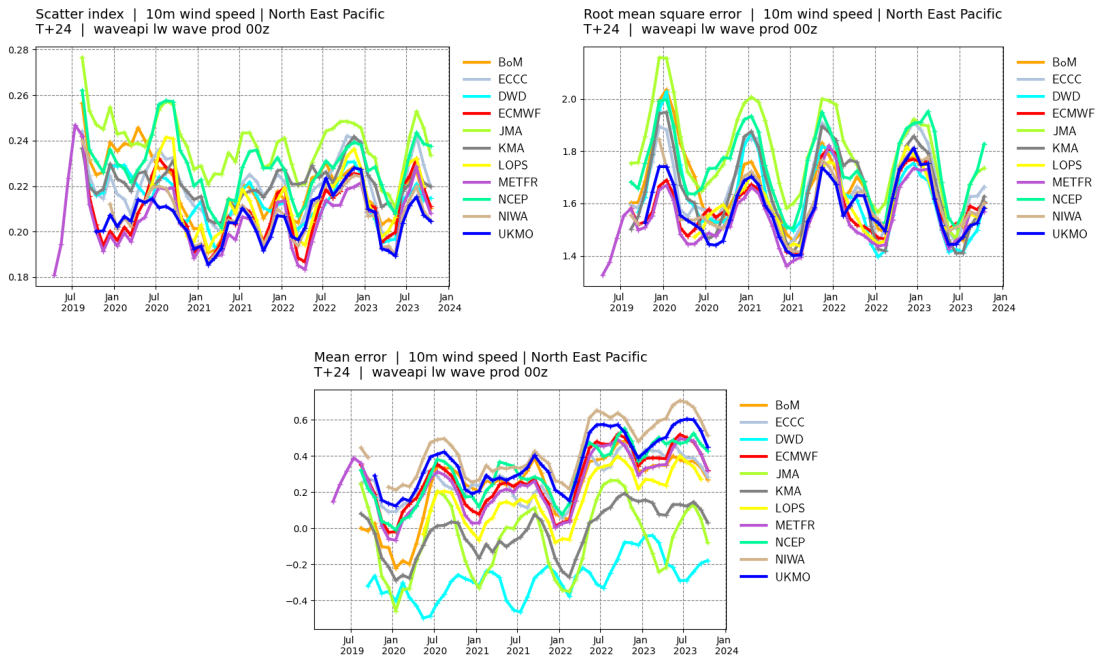 Scatter index | 10m wind speed | North East Pacific
T+24 | waveapi lw wave prod 00z
0.28
0.26
0.24
0.22
0.20
0.18
Jul
2019
Jan
2020
Jul
2020
Jan
2021
Jul
2021
Jan
2022
Jul
2022
Jan
2023
Jul
2023
Jan
2024
BoM
ECCC
DWD
ECMWF
JMA
KMA
LOPS
METFR
NCEP
NIWA
UKMO
Root mean square error | 10m wind speed | North East Pacific
T+24 | waveapi lw wave prod 00z
2.0
1.8
1.6
1.4
Jul
2019
Jan
2020
Jul
2020
Jan
2021
Jul
2021
Jan
2022
Jul
2022
Jan
2023
Jul
2023
Jan
2024
BoM
ECCC
DWD
ECMWF
JMA
KMA
LOPS
METFR
NCEP
NIWA
UKMO
Mean error | 10m wind speed | North East Pacific
T+24 | waveapi lw wave prod 00z
0.6
0.4
0.2
0.0
−0.2
−0.4
Jul
2019
Jan
2020
Jul
2020
Jan
2021
Jul
2021
Jan
2022
Jul
2022
Jan
2023
Jul
2023
Jan
2024
BoM
ECCC
DWD
ECMWF
JMA
KMA
LOPS
METFR
NCEP
NIWA
UKMO